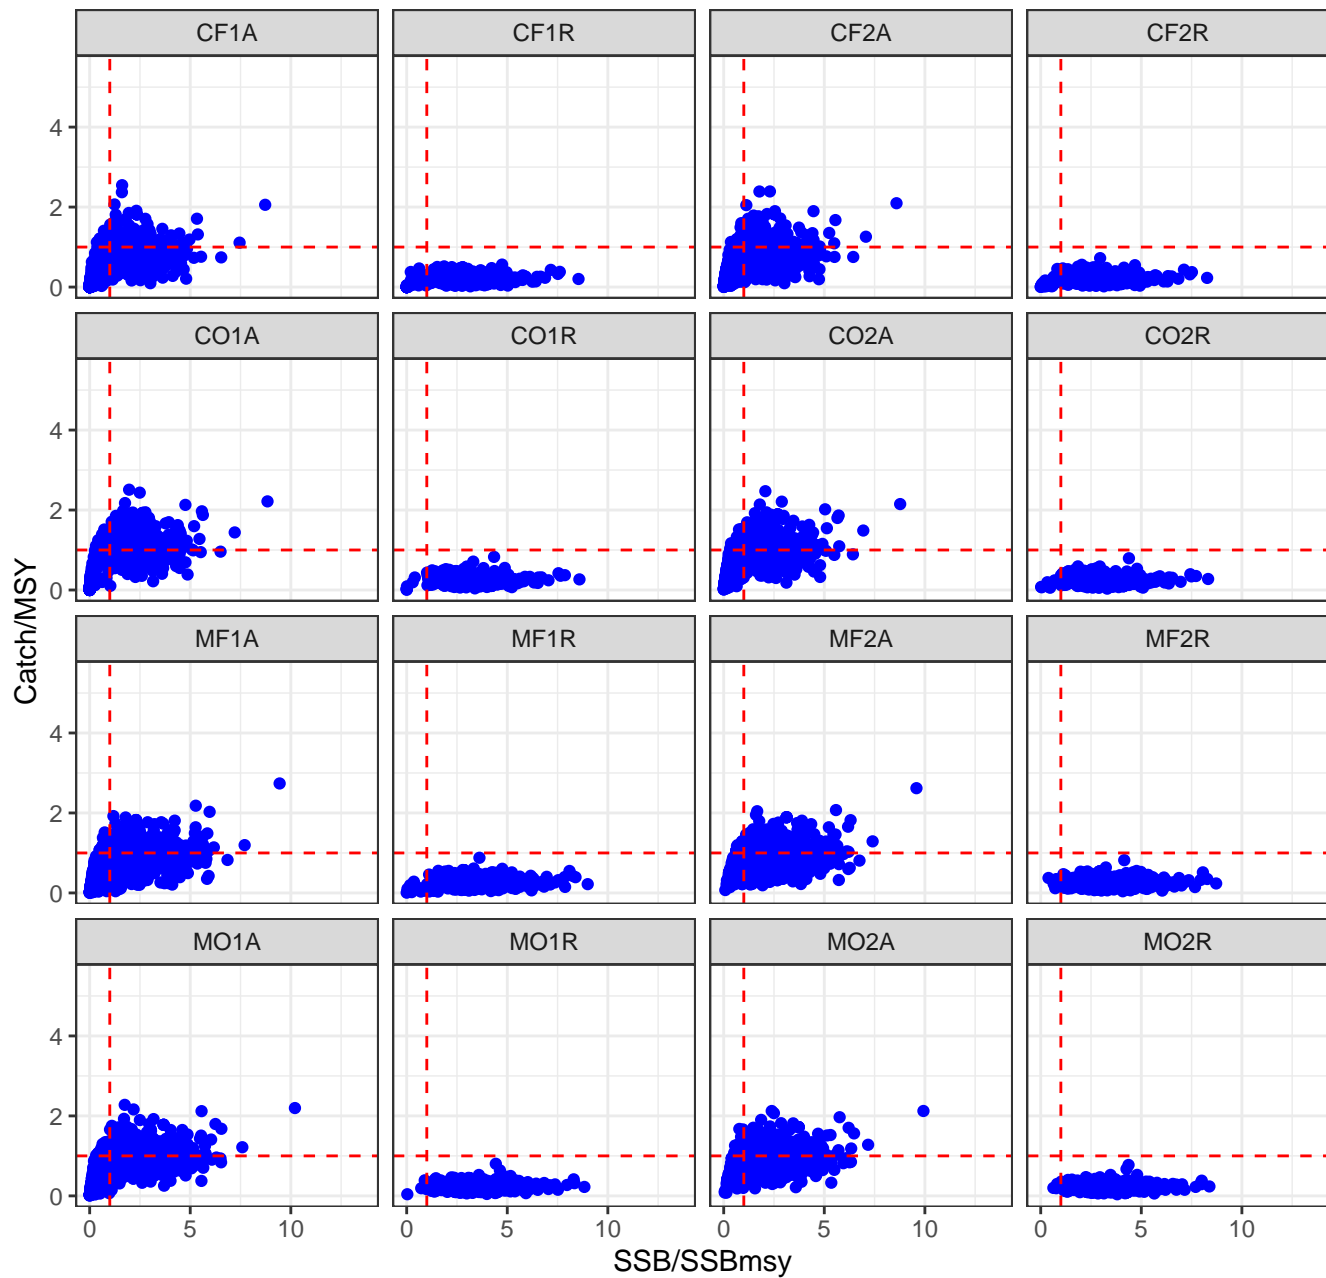 CF1A CF1R CF2A CF2R
4
2
0
CO1A CO1R CO2A CO2R
4
2
0
MF1A MF1R MF2A MF2R
4
2
0
MO1A MO1R MO2A MO2R
4
2
0
0 5 10 0 5 10 0 5 10 0 5 10
SSB/SSBmsy
Catch/MSY